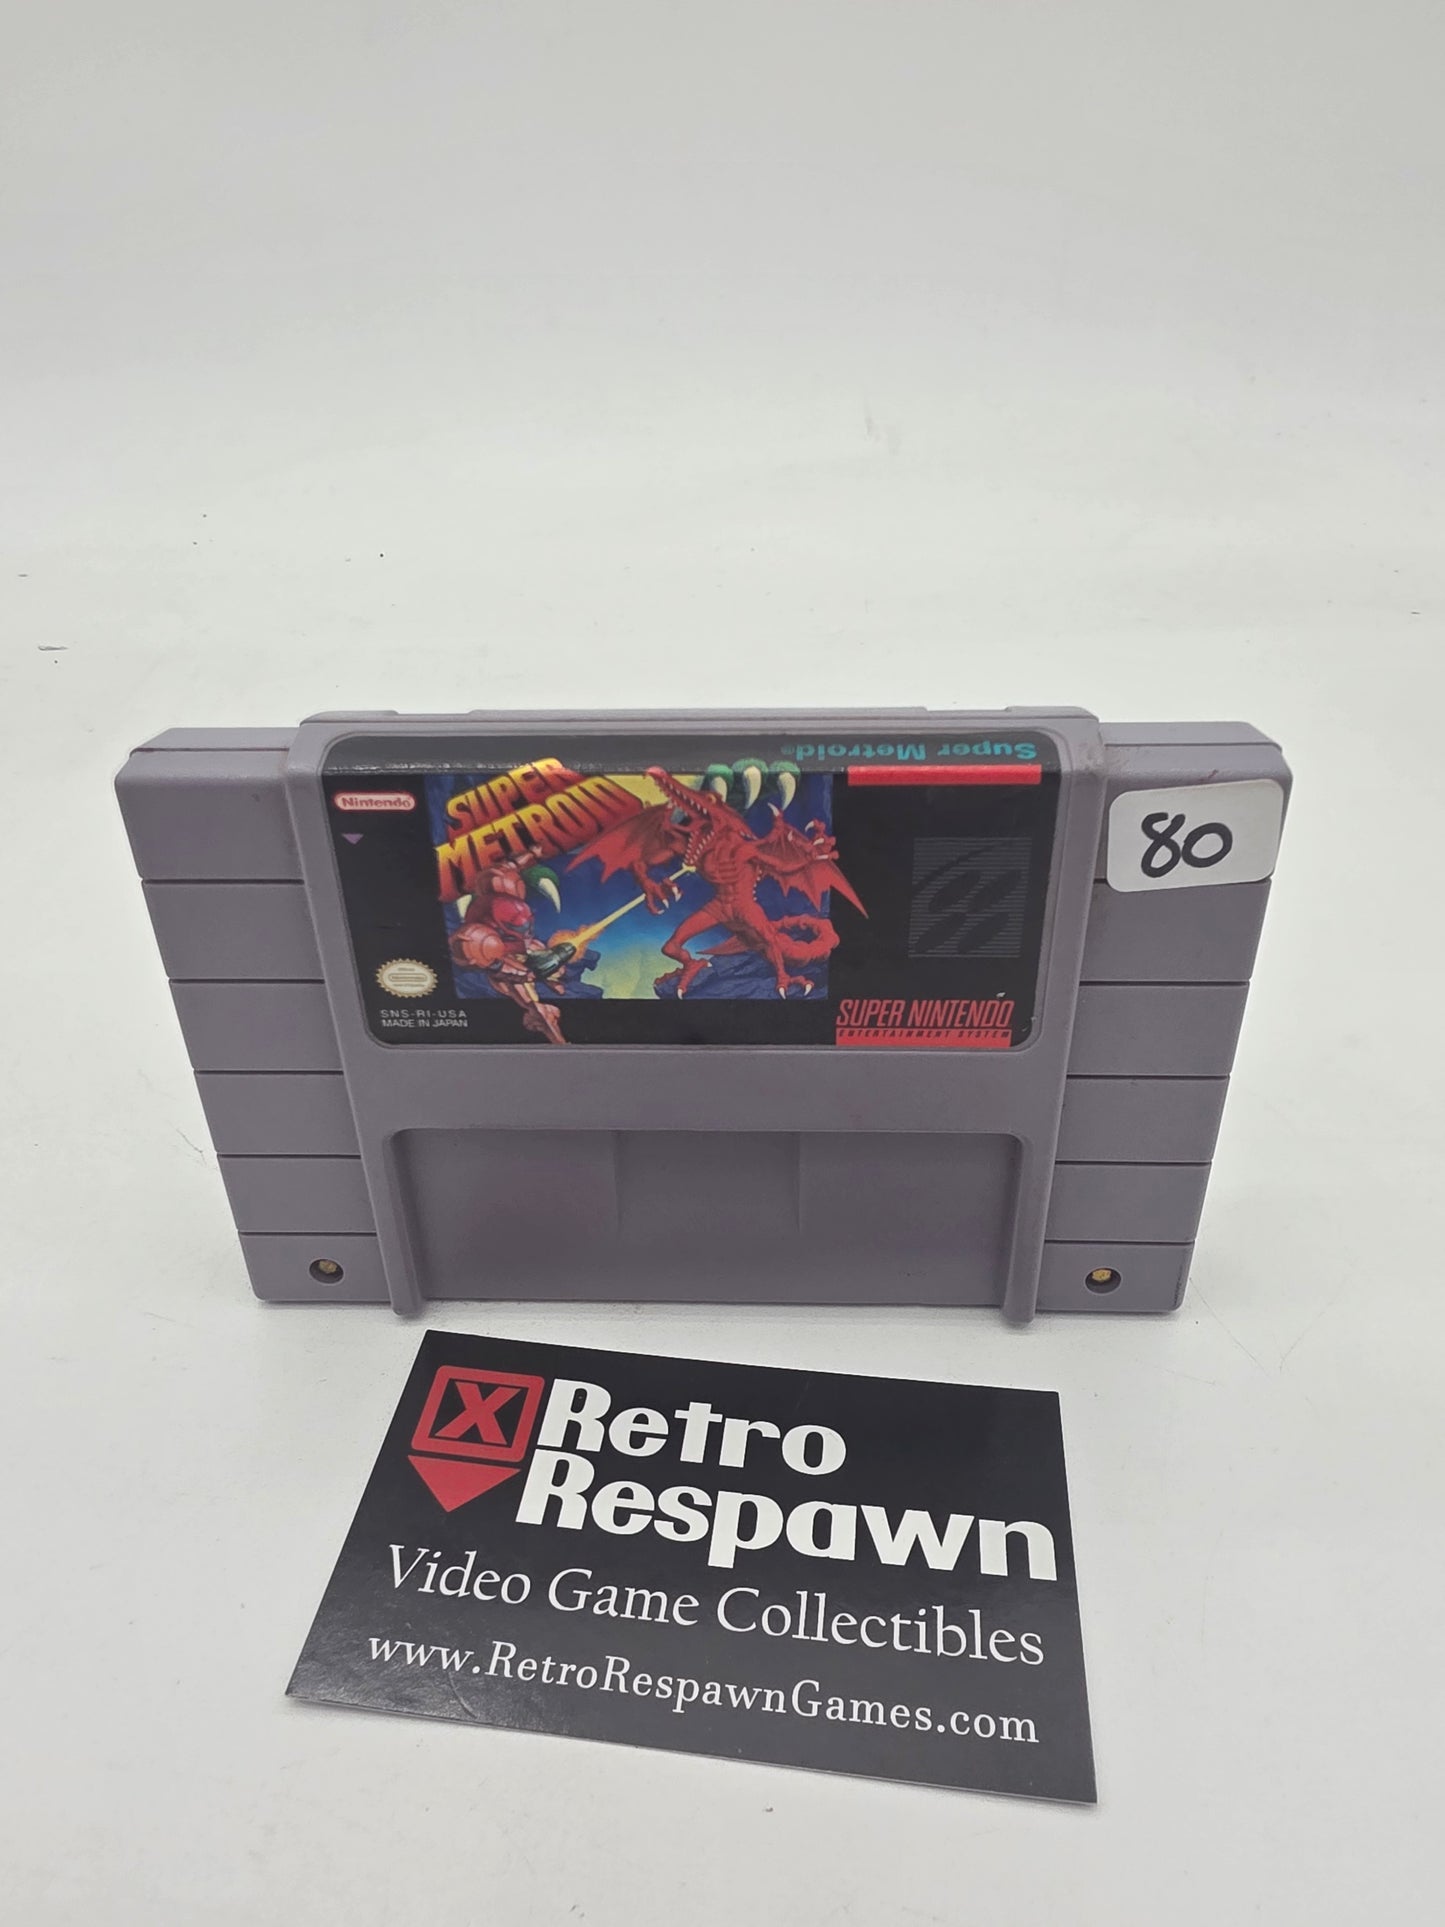 Super Metroid®
Nintendo®
SUPER
METROID
80
Nintendo
SNS-RI-USA
MADE IN JAPAN
SUPER NINTENDO
ENTERTAINMENT SYSTEM
X Retro
Respawn
Video Game Collectibles
www.RetroRespawnGames.com